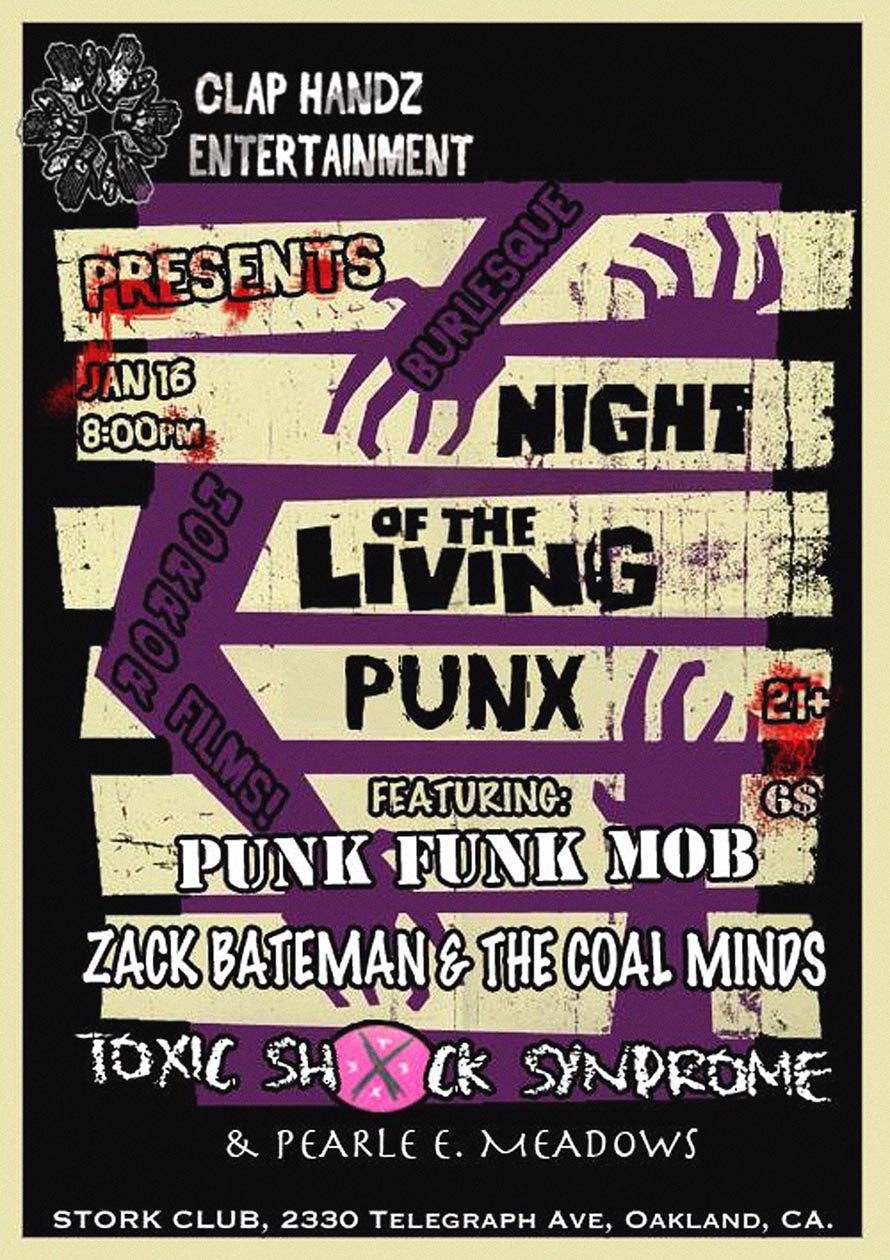 CLAP HANDZ
ENTERTAINMENT
PRESENTS
BURLESQUE
JAN 16
8:00PM
NIGHT
OF THE
LIVING
PUNX
HORROR
FILMS!
21+
6$
FEATURING:
PUNK FUNK MOB
ZACK BATEMAN & THE COAL MINDS
TOXIC SHOCK SYNDROME
& PEARLE E. MEADOWS
STORK CLUB, 2330 TELEGRAPH AVE, OAKLAND, CA.